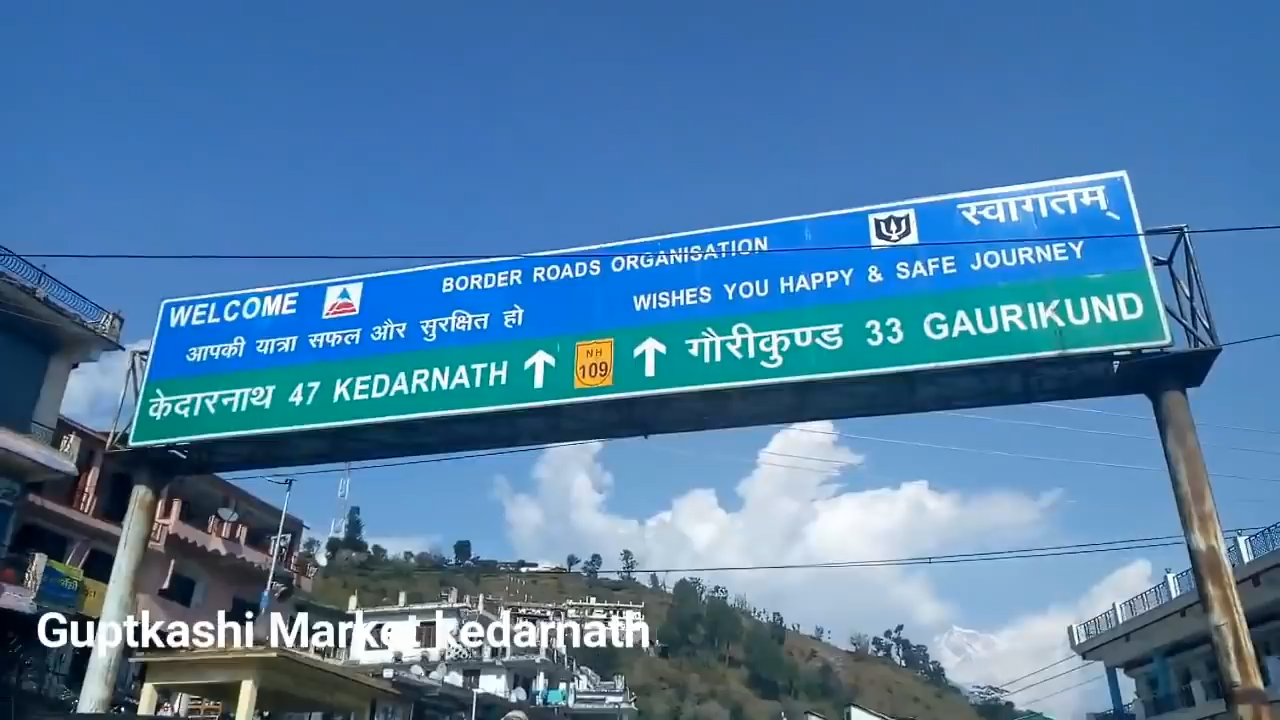 WELCOME
BORDER ROADS ORGANISATION
स्वागतम्
आपकी यात्रा सफल और सुरक्षित हो
WISHES YOU HAPPY & SAFE JOURNEY
केदारनाथ 47 KEDARNATH
NH
109
गौरीकुण्ड 33 GAURIKUND
Guptkashi Market kedarnath